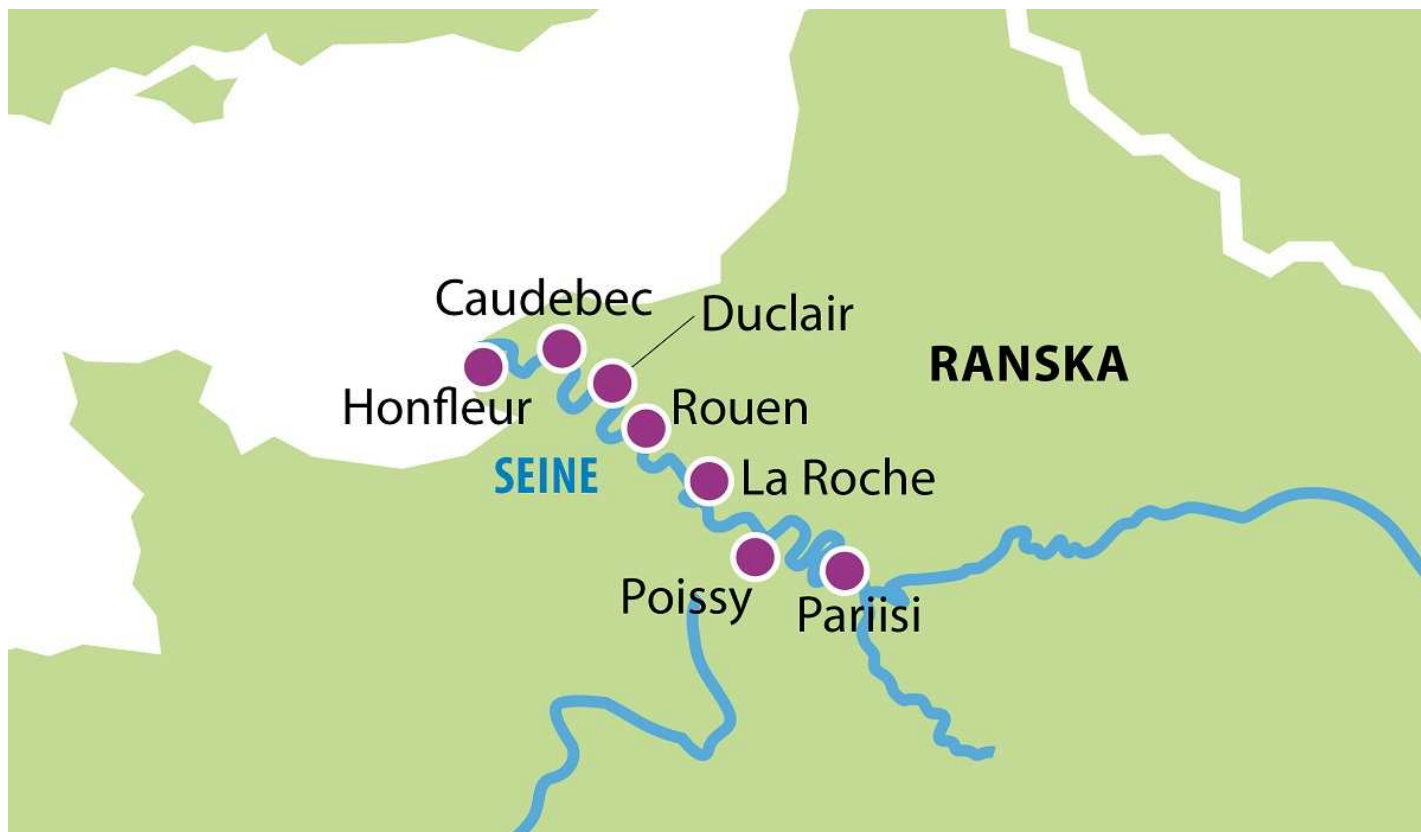 Caudebec
Duclair
RANSKA
Honfleur
Rouen
SEINE
La Roche
Poissy
Pariisi